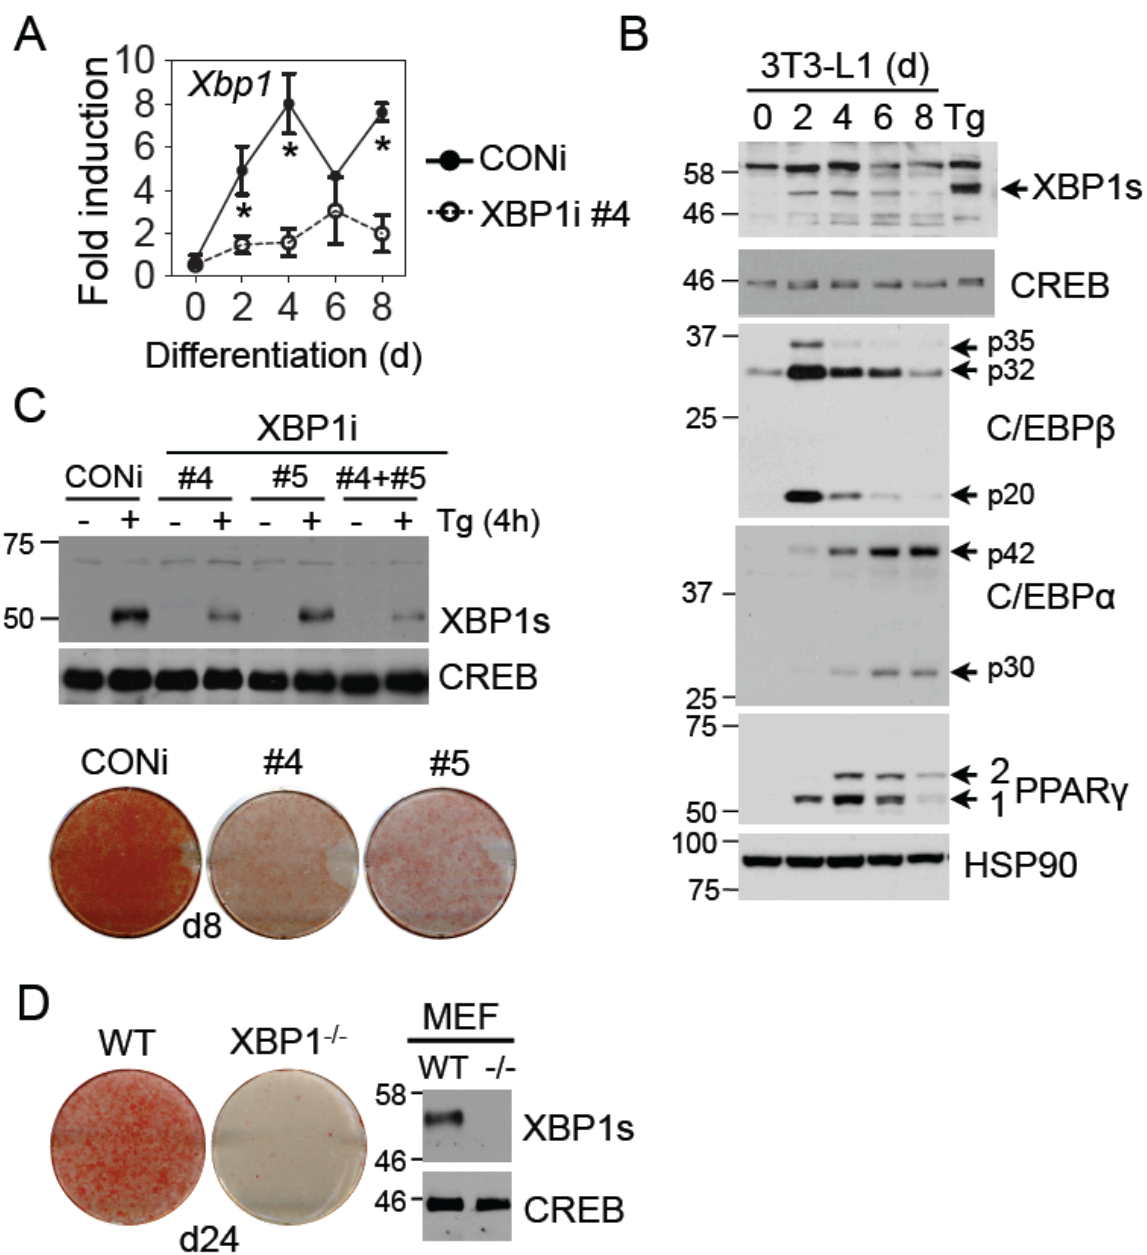 A
10
8
6
4
2
0
Fold induction
Xbp1
*
*
*
0 2 4 6 8
Differentiation (d)
CONi
XBP1i #4
B
3T3-L1 (d)
0 2 4 6 8 Tg
58
46
XBP1s
46
CREB
37
25
p35
p32
C/EBPβ
p20
37
25
p42
C/EBPα
p30
75
50
2
1
PPARγ
100
75
HSP90
C
XBP1i
CONi #4 #5 #4+#5
- + - + - + - + Tg (4h)
75
50
XBP1s
CREB
CONi #4 #5
d8
D
WT XBP1-/-
d24
MEF
WT -/-
58
46
XBP1s
46
CREB